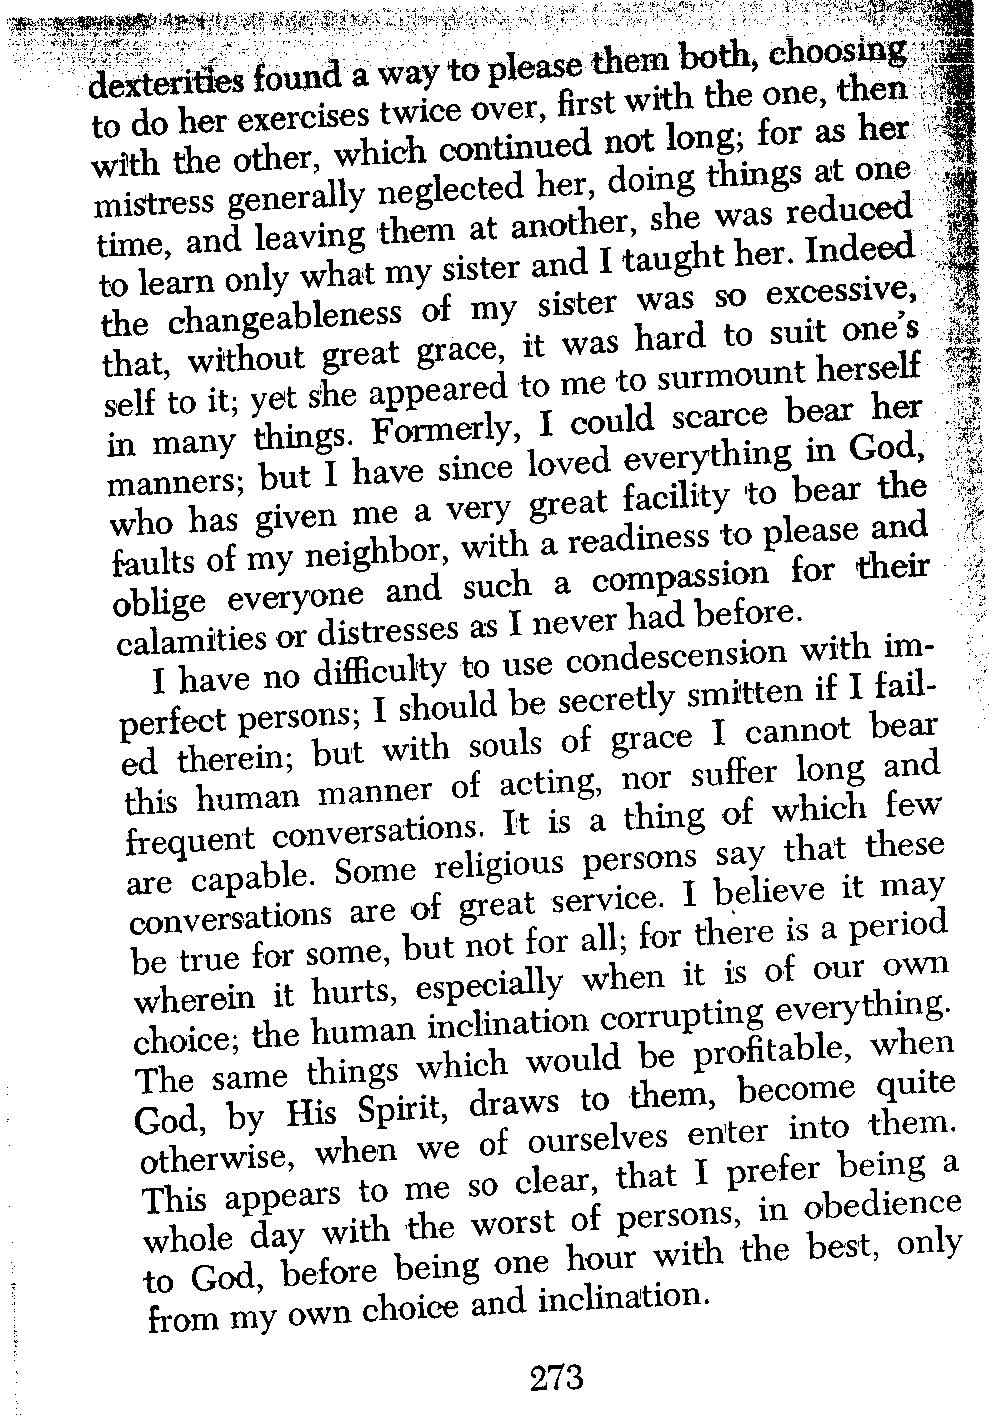 dexterities found a way to please them both, choosing
to do her exercises twice over, first with the one, then
with the other, which continued not long; for as her
mistress generally neglected her, doing things at one
time, and leaving them at another, she was reduced
to learn only what my sister and I taught her. Indeed
the changeableness of my sister was so excessive,
that, without great grace, it was hard to suit one's
self to it; yet she appeared to me to surmount herself
in many things. Formerly, I could scarce bear her
manners; but I have since loved everything in God,
who has given me a very great facility to bear the
faults of my neighbor, with a readiness to please and
oblige everyone and such a compassion for their
calamities or distresses as I never had before.
I have no difficulty to use condescension with im-
perfect persons; I should be secretly smitten if I fail-
ed therein; but with souls of grace I cannot bear
this human manner of acting, nor suffer long and
frequent conversations. It is a thing of which few
are capable. Some religious persons say that these
conversations are of great service. I believe it may
be true for some, but not for all; for there is a period
wherein it hurts, especially when it is of our own
choice; the human inclination corrupting everything.
The same things which would be profitable, when
God, by His Spirit, draws to them, become quite
otherwise, when we of ourselves enter into them.
This appears to me so clear, that I prefer being a
whole day with the worst of persons, in obedience
to God, before being one hour with the best, only
from my own choice and inclination.
273